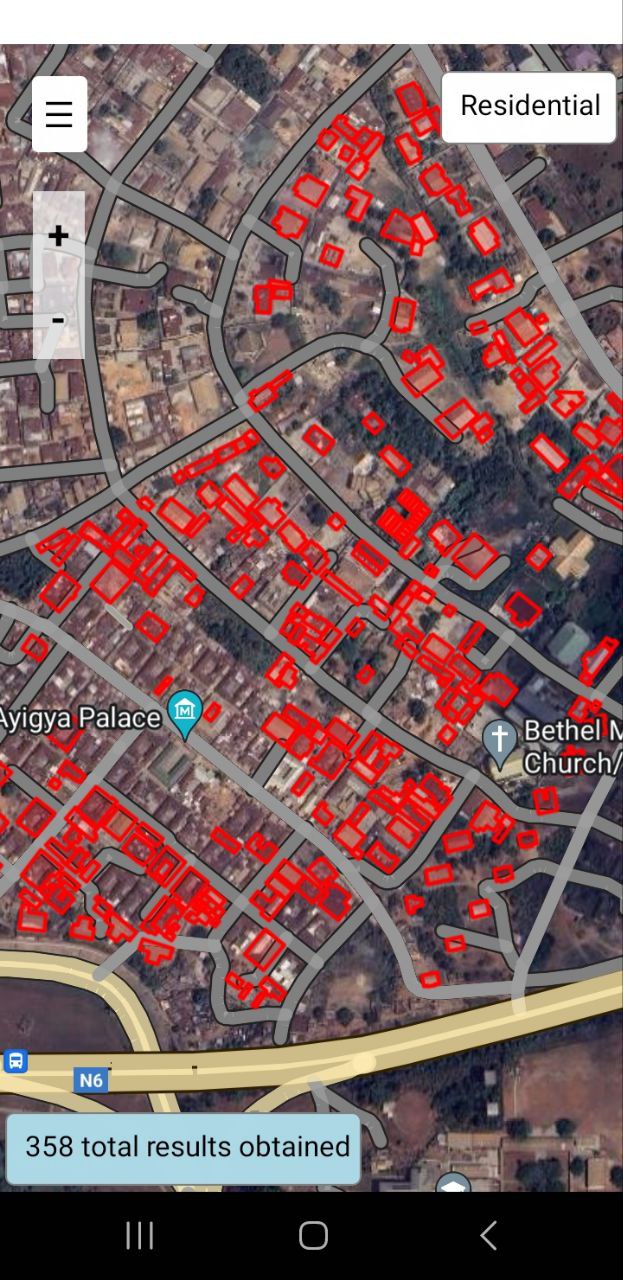 Residential
+
-
Ayigya Palace
Bethel M
Church/
N6
358 total results obtained